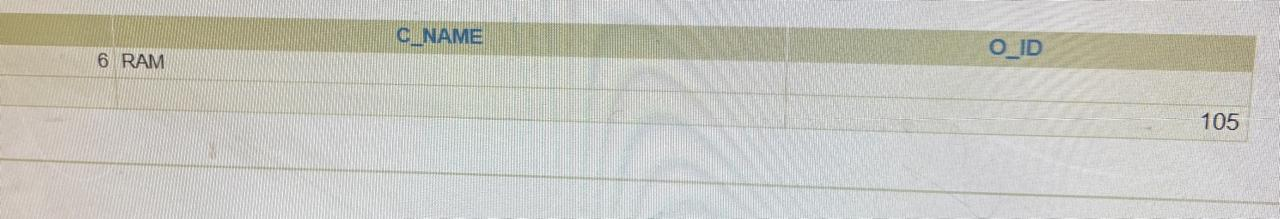 C_NAME O_ID
6 RAM
105